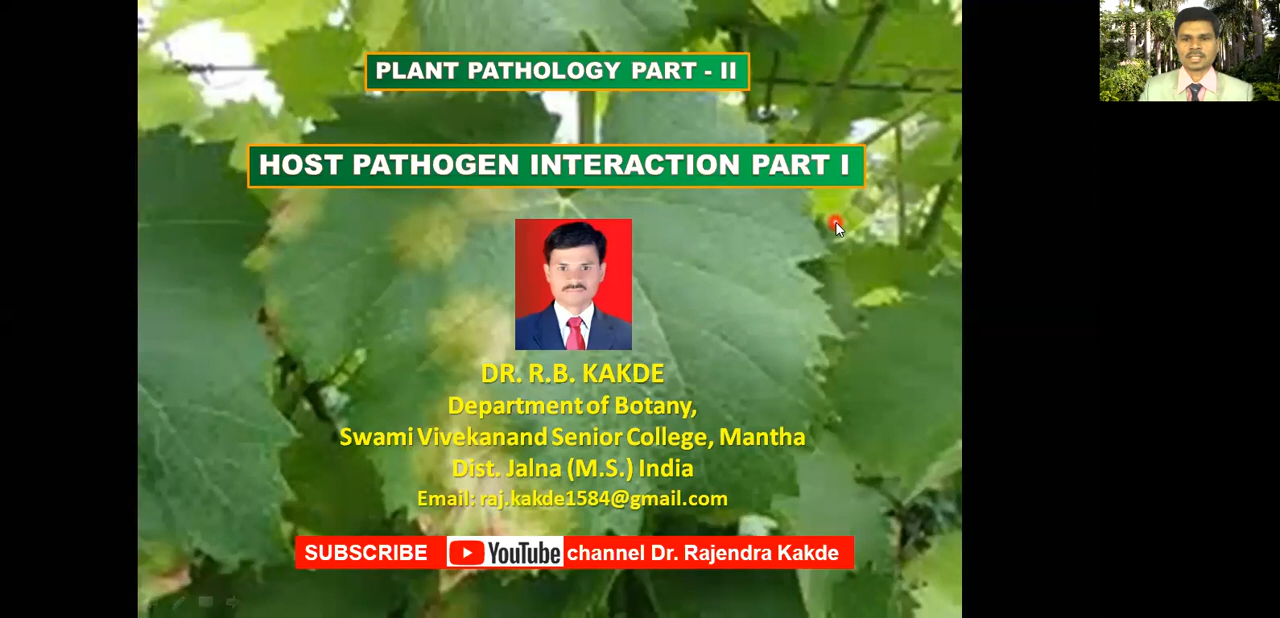 PLANT PATHOLOGY PART - II
HOST PATHOGEN INTERACTION PART I
DR. R.B. KAKDE
Department of Botany,
Swami Vivekanand Senior College, Mantha
Dist. Jalna (M.S.) India
Email: raj.kakde1584@gmail.com
SUBSCRIBE YouTube channel Dr. Rajendra Kakde